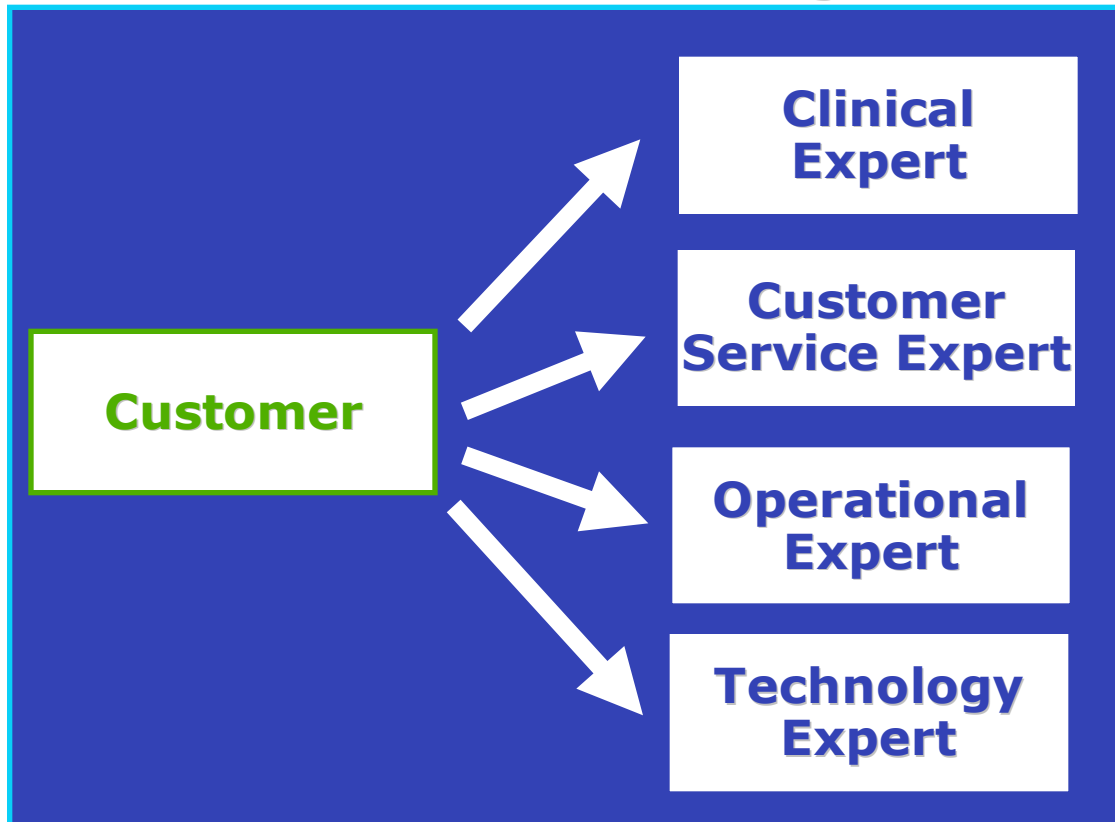 Clinical
Expert
Customer
Service Expert
Customer
Operational
Expert
Technology
Expert